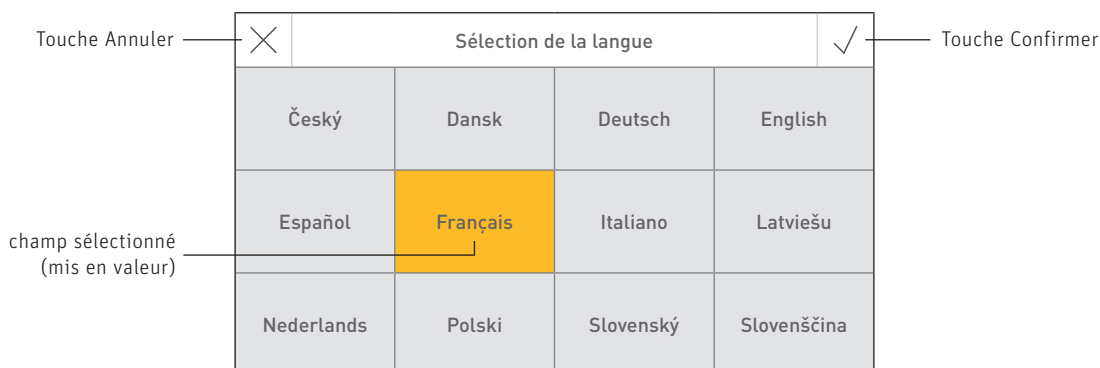 Touche Annuler
Sélection de la langue
Touche Confirmer
Český
Dansk
Deutsch
English
Español
Français
Italiano
Latviešu
champ sélectionné
(mis en valeur)
Nederlands
Polski
Slovenský
Slovenščina